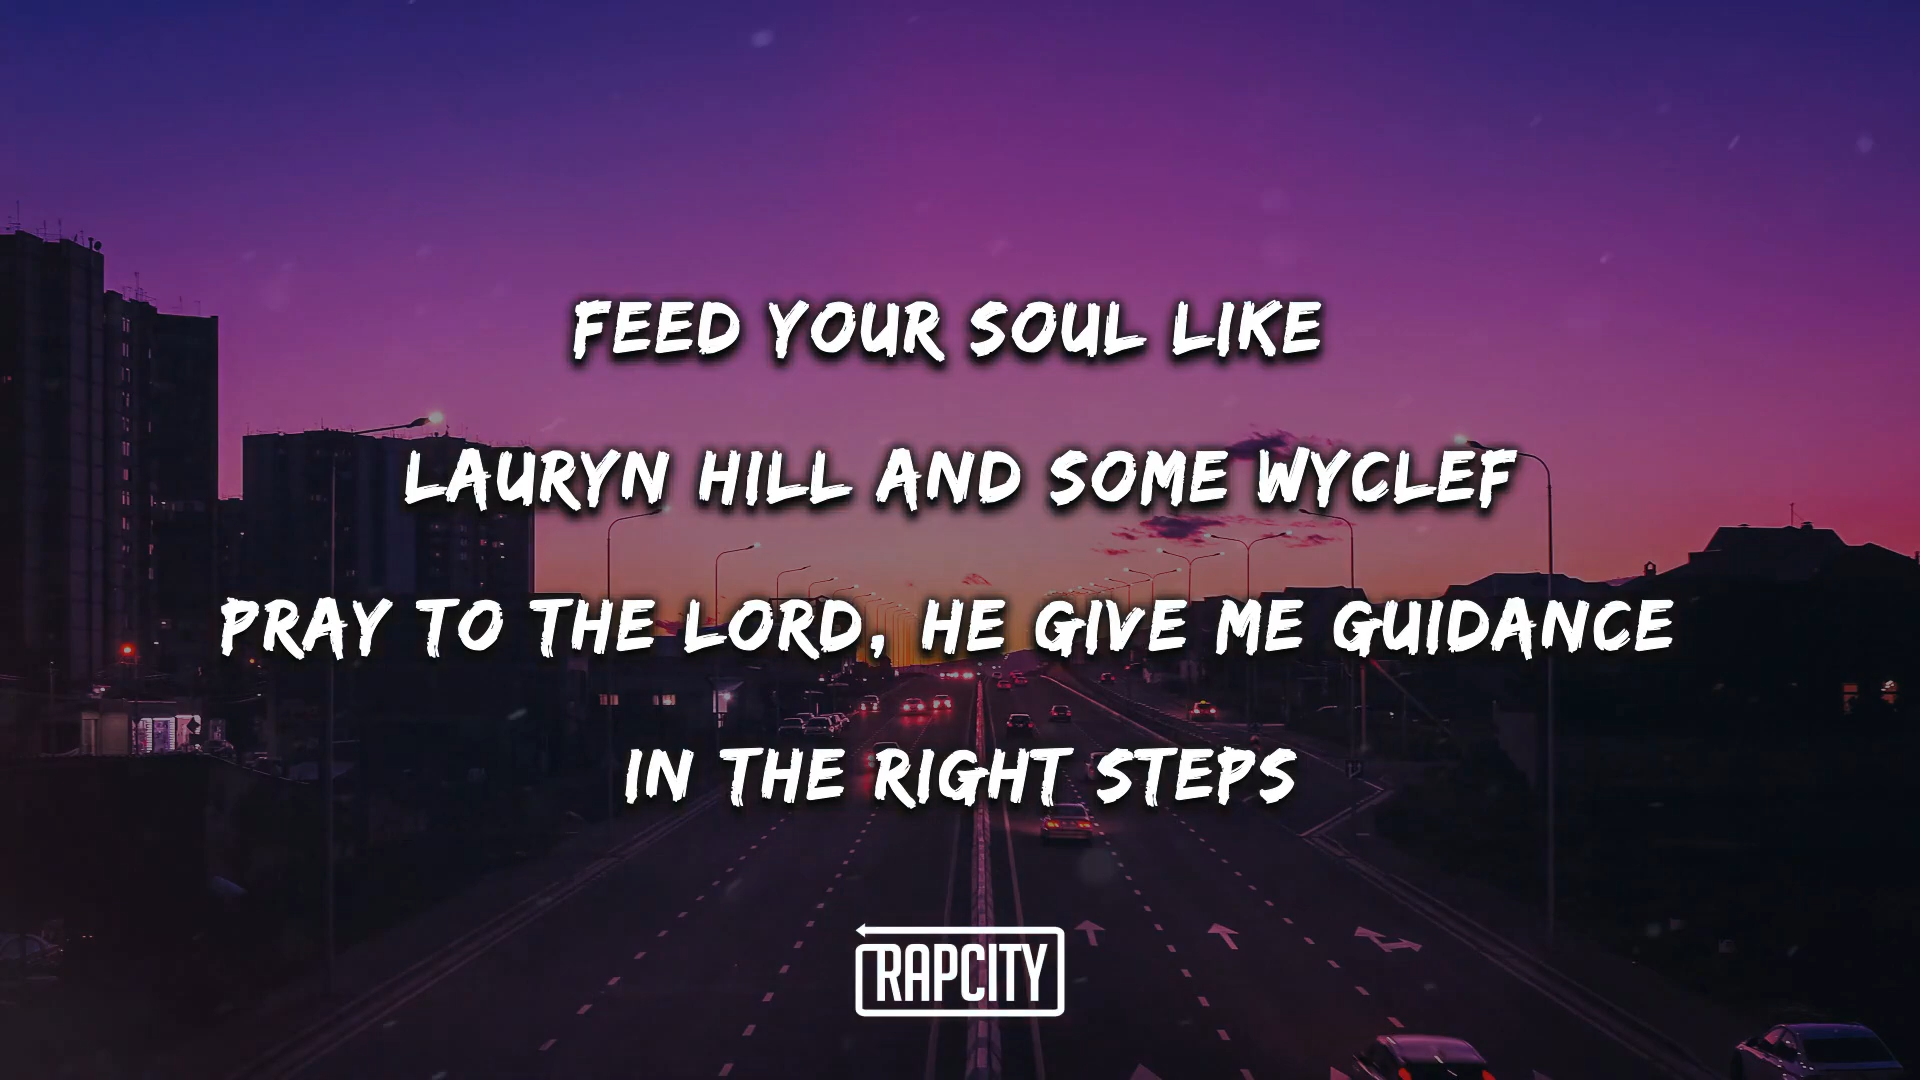 FEED YOUR SOUL LIKE
LAURYN HILL AND SOME WYCLEF
PRAY TO THE LORD, HE GIVE ME GUIDANCE
IN THE RIGHT STEPS
RAPCITY